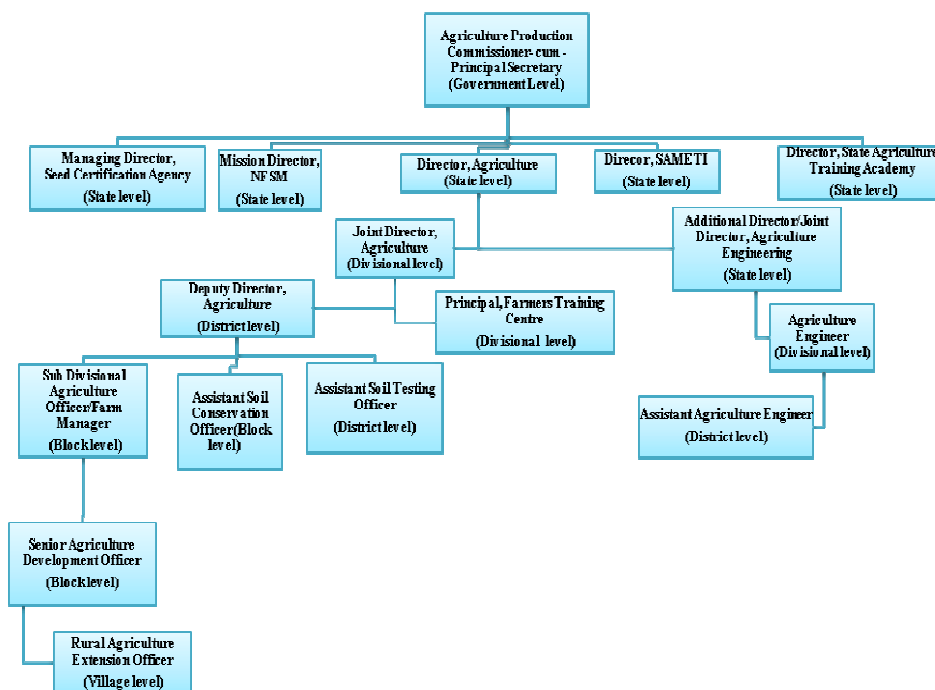 Agriculture Production
Commissioner- cum -
Principal Secretary
(Government Level)
Managing Director,
Seed Certification Agency
(State level)
Mission Director,
NFSM
(State level)
Director, Agriculture
(State level)
Direcor, SAMETI
(State level)
Director, State Agriculture
Training Academy
(State level)
Joint Director,
Agriculture
(Divisional level)
Additional Director/Joint
Director, Agriculture
Engineering
(State level)
Deputy Director,
Agriculture
(District level)
Principal, Farmers Training
Centre
(Divisional level)
Agriculture
Engineer
(Divisional level)
Sub Divisional
Agriculture
Officer/Farm
Manager
(Block level)
Assistant Soil
Conservation
Officer(Block
level)
Assistant Soil Testing
Officer
(District level)
Assistant Agriculture Engineer
(District level)
Senior Agriculture
Development Officer
(Block level)
Rural Agriculture
Extension Officer
(Village level)